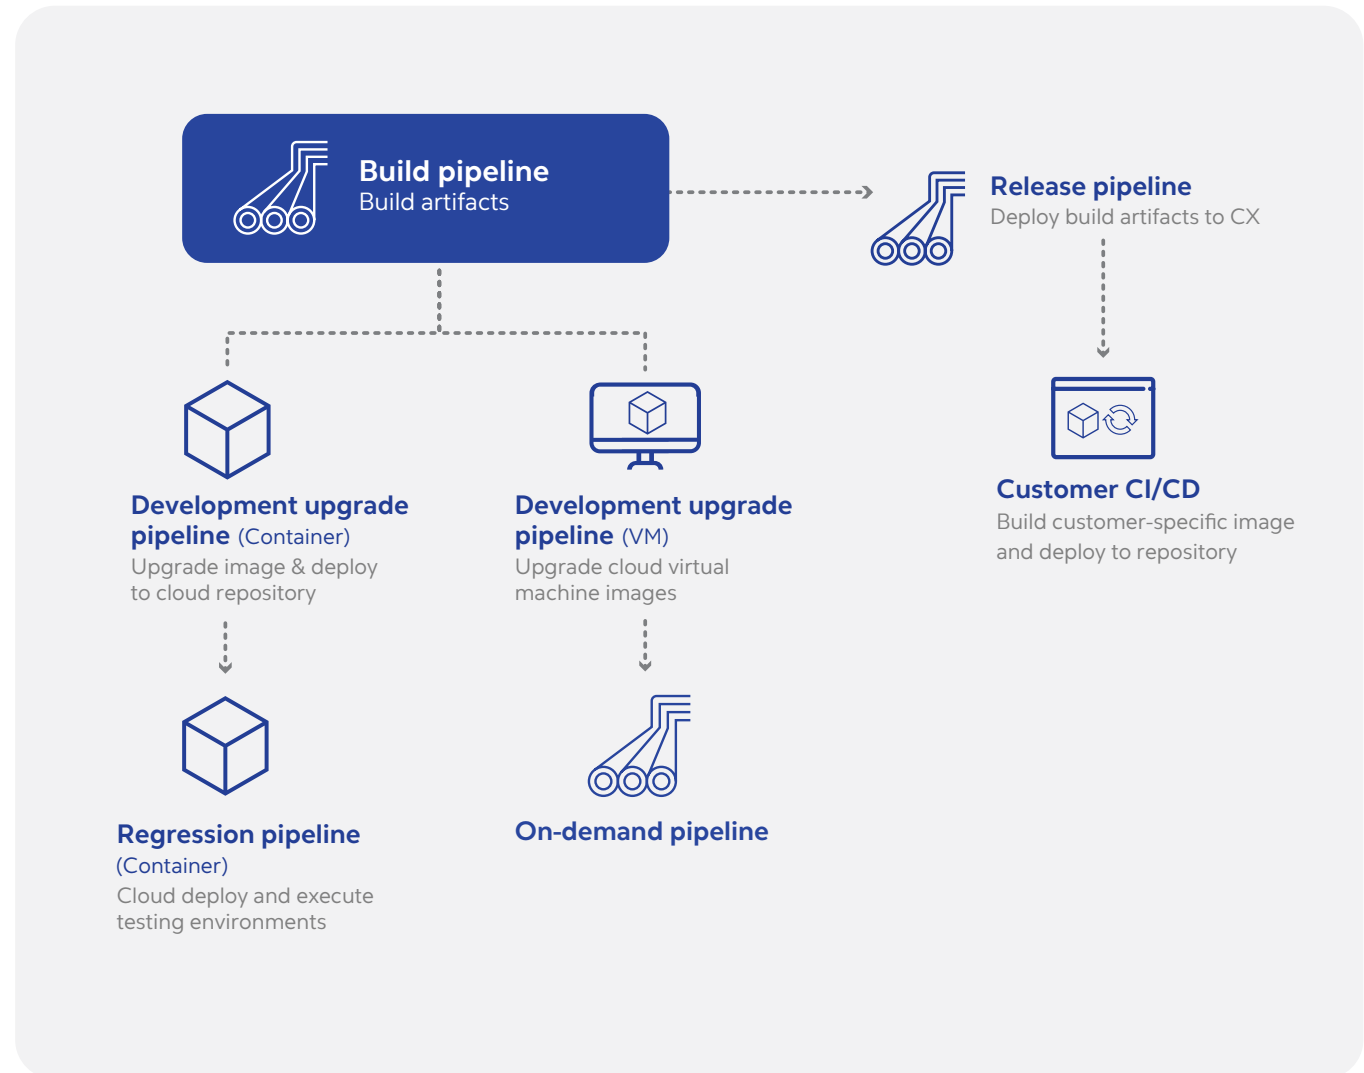 Build pipeline
Build artifacts
Release pipeline
Deploy build artifacts to CX
Development upgrade
pipeline (Container)
Upgrade image & deploy
to cloud repository
Development upgrade
pipeline (VM)
Upgrade cloud virtual
machine images
Customer CI/CD
Build customer-specific image
and deploy to repository
Regression pipeline
(Container)
Cloud deploy and execute
testing environments
On-demand pipeline